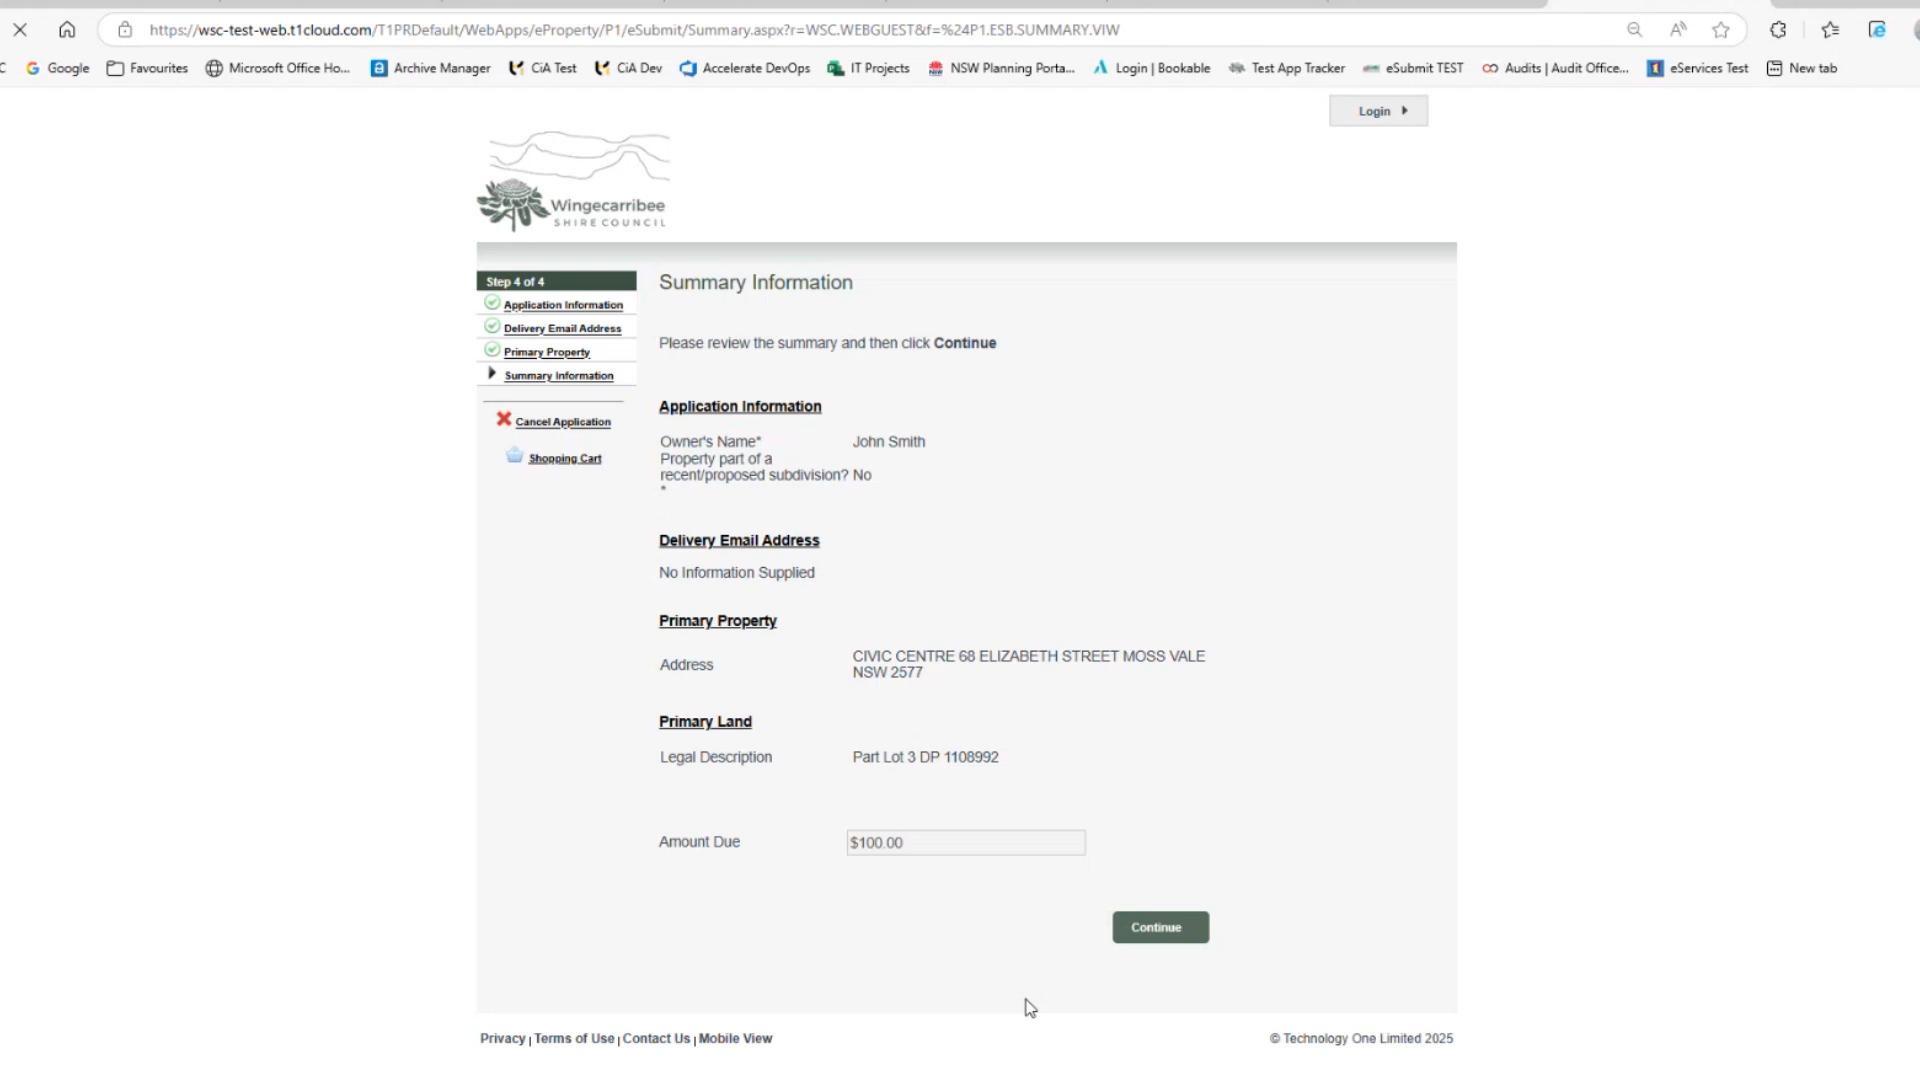 https://wsc-test-web.t1cloud.com/T1PRDefault/WebApps/eProperty/P1/eSubmit/Summary.aspx?r=WSC.WEBGUEST&f=%24P1.ESB.SUMMARY.VIW
C Google Favourites Microsoft Office Ho... Archive Manager CiA Test CiA Dev Accelerate DevOps IT Projects NSW Planning Porta... Login | Bookable Test App Tracker eSubmit TEST Audits | Audit Office... eServices Test New tab
Login
Wingecarribee
SHIRE COUNCIL
Step 4 of 4
Application Information
Delivery Email Address
Primary Property
Summary Information
Cancel Application
Shopping Cart
Summary Information
Please review the summary and then click Continue
Application Information
Owner's Name* John Smith
Property part of a
recent/proposed subdivision? No
*
Delivery Email Address
No Information Supplied
Primary Property
Address CIVIC CENTRE 68 ELIZABETH STREET MOSS VALE
NSW 2577
Primary Land
Legal Description Part Lot 3 DP 1108992
Amount Due $100.00
Continue
Privacy | Terms of Use | Contact Us | Mobile View © Technology One Limited 2025